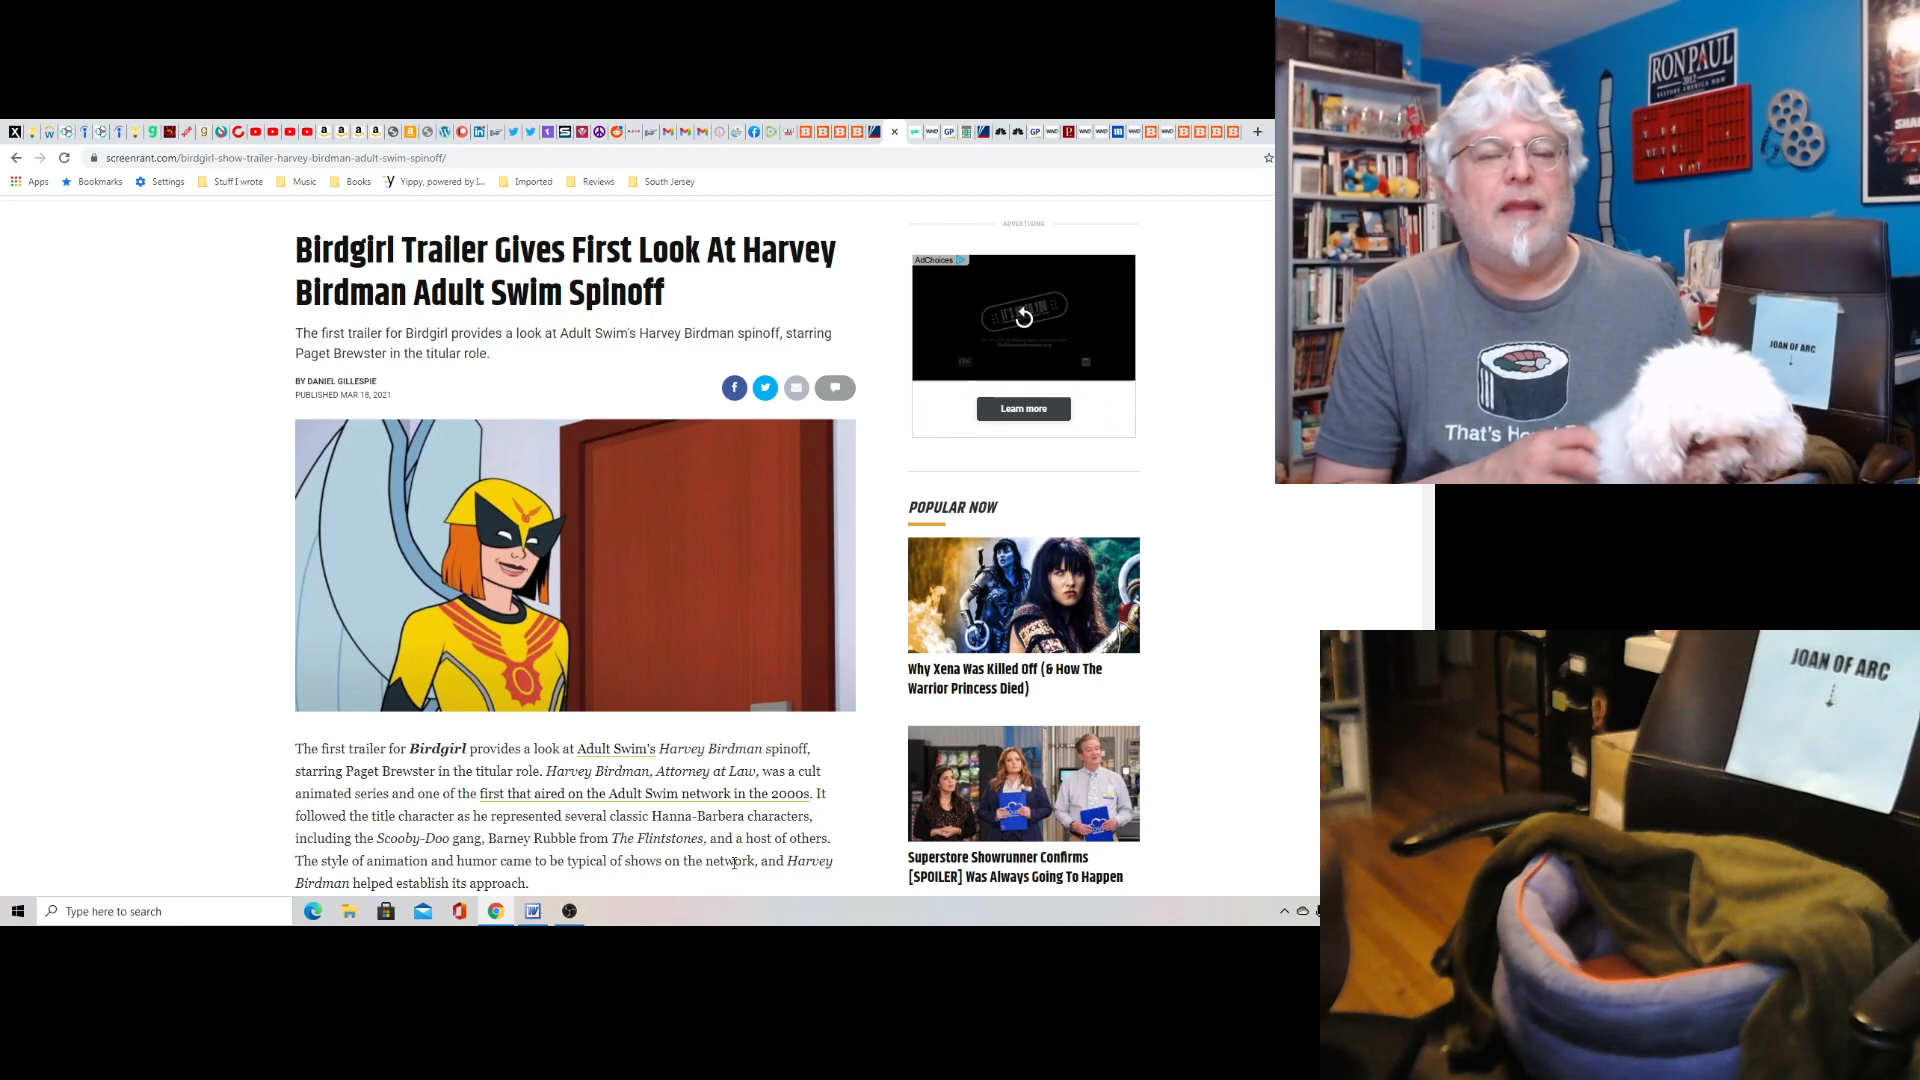 screenrant.com/birdgirl-show-trailer-harvey-birdman-adult-swim-spinoff/
Apps Bookmarks Settings Stuff I wrote Music Books Yippy, powered by I... Imported Reviews South Jersey
Birdgirl Trailer Gives First Look At Harvey
Birdman Adult Swim Spinoff
The first trailer for Birdgirl provides a look at Adult Swim's Harvey Birdman spinoff, starring
Paget Brewster in the titular role.
BY DANIEL GILLESPIE
PUBLISHED MAR 18, 2021
The first trailer for Birdgirl provides a look at Adult Swim's Harvey Birdman spinoff,
starring Paget Brewster in the titular role. Harvey Birdman, Attorney at Law, was a cult
animated series and one of the first that aired on the Adult Swim network in the 2000s. It
followed the title character as he represented several classic Hanna-Barbera characters,
including the Scooby-Doo gang, Barney Rubble from The Flintstones, and a host of others.
The style of animation and humor came to be typical of shows on the network, and Harvey
Birdman helped establish its approach.
ADVERTISING
AdChoices
Learn more
POPULAR NOW
Why Xena Was Killed Off (& How The
Warrior Princess Died)
Superstore Showrunner Confirms
[SPOILER] Was Always Going To Happen
Type here to search
RON PAUL
2012
RESTORE AMERICA NOW
JOAN OF ARC
That's
JOAN OF ARC